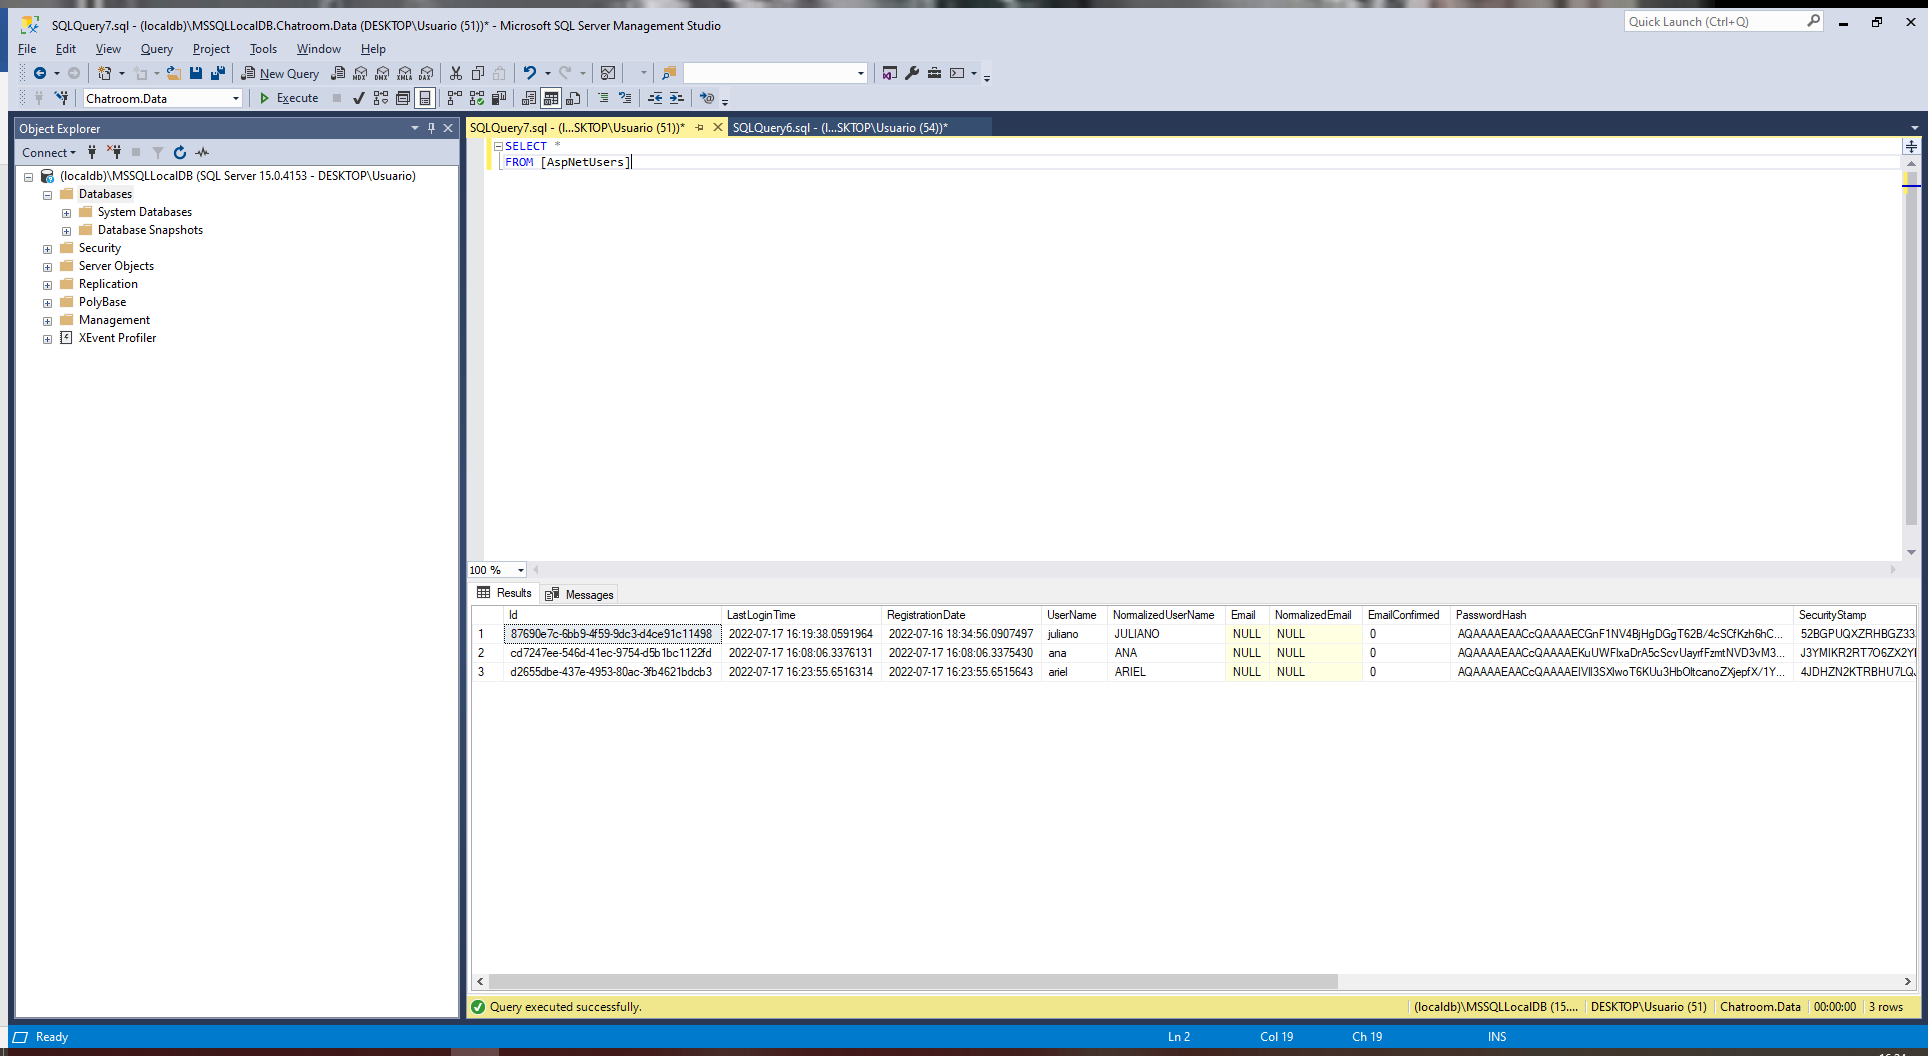 SQLQuery7.sql - (localdb)\MSSQLLocalDB.Chatroom.Data (DESKTOP\Usuario (51))* - Microsoft SQL Server Management Studio
Quick Launch (Ctrl+Q)
File Edit View Query Project Tools Window Help
New Query MDX DMX XMLA DAX
Chatroom.Data Execute
Object Explorer
Connect
(localdb)\MSSQLLocalDB (SQL Server 15.0.4153 - DESKTOP\Usuario)
Databases
System Databases
Database Snapshots
Security
Server Objects
Replication
PolyBase
Management
XEvent Profiler
SQLQuery7.sql - (l...SKTOP\Usuario (51))* SQLQuery6.sql - (l...SKTOP\Usuario (54))*
SELECT *
FROM [AspNetUsers]
100 %
Results Messages
Id LastLoginTime RegistrationDate UserName NormalizedUserName Email NormalizedEmail EmailConfirmed PasswordHash SecurityStamp
1 87690e7c-6bb9-4f59-9dc3-d4ce91c11498 2022-07-17 16:19:38.0591964 2022-07-16 18:34:56.0907497 juliano JULIANO NULL NULL 0
2 cd7247ee-546d-41ec-9754-d5b1bc1122fd 2022-07-17 16:08:06.3376131 2022-07-17 16:08:06.3375430 ana ANA NULL NULL 0
3 d2655dbe-437e-4953-80ac-3fb4621bdcb3 2022-07-17 16:23:55.6516314 2022-07-17 16:23:55.6515643 ariel ARIEL NULL NULL 0
Query executed successfully. (localdb)\MSSQLLocalDB (15.... DESKTOP\Usuario (51) Chatroom.Data 00:00:00 3 rows
Ready Ln 2 Col 19 Ch 19 INS